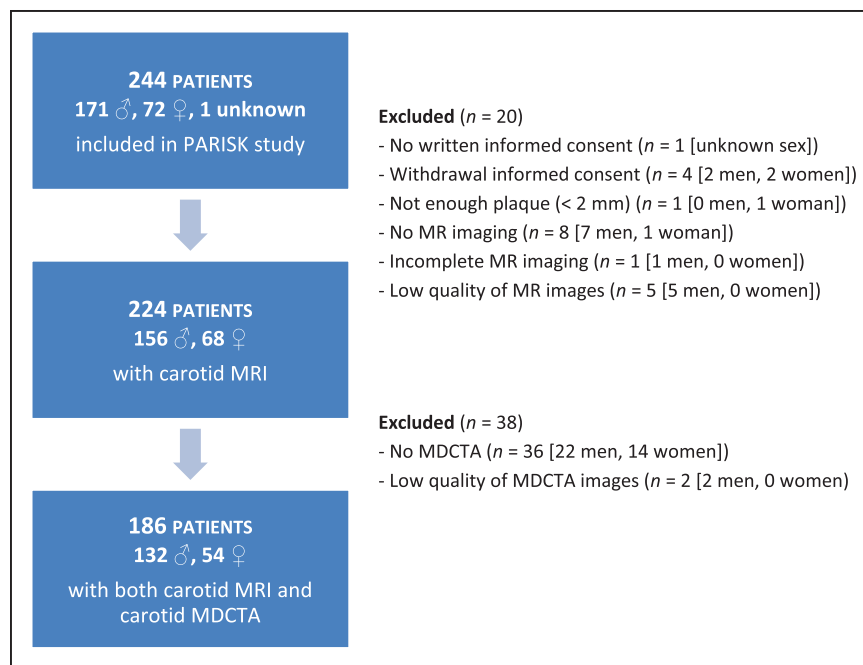 244 PATIENTS
171 ♂, 72 ♀, 1 unknown
included in PARISK study
Excluded (n = 20)
- No written informed consent (n = 1 [unknown sex])
- Withdrawal informed consent (n = 4 [2 men, 2 women])
- Not enough plaque (< 2 mm) (n = 1 [0 men, 1 woman])
- No MR imaging (n = 8 [7 men, 1 woman])
- Incomplete MR imaging (n = 1 [1 men, 0 women])
- Low quality of MR images (n = 5 [5 men, 0 women])
224 PATIENTS
156 ♂, 68 ♀
with carotid MRI
Excluded (n = 38)
- No MDCTA (n = 36 [22 men, 14 women])
- Low quality of MDCTA images (n = 2 [2 men, 0 women)
186 PATIENTS
132 ♂, 54 ♀
with both carotid MRI and
carotid MDCTA